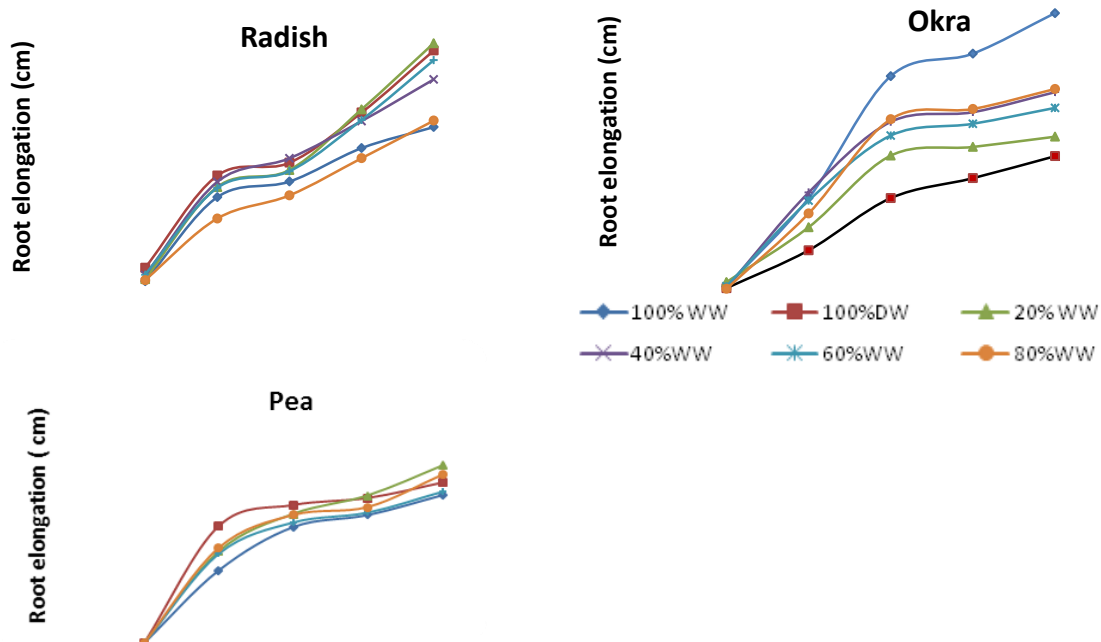 Radish
Root elongation (cm)
Okra
Root elongation (cm)
100% WW 100%DW 20% WW
40%WW 60%WW 80%WW
Pea
Root elongation ( cm)